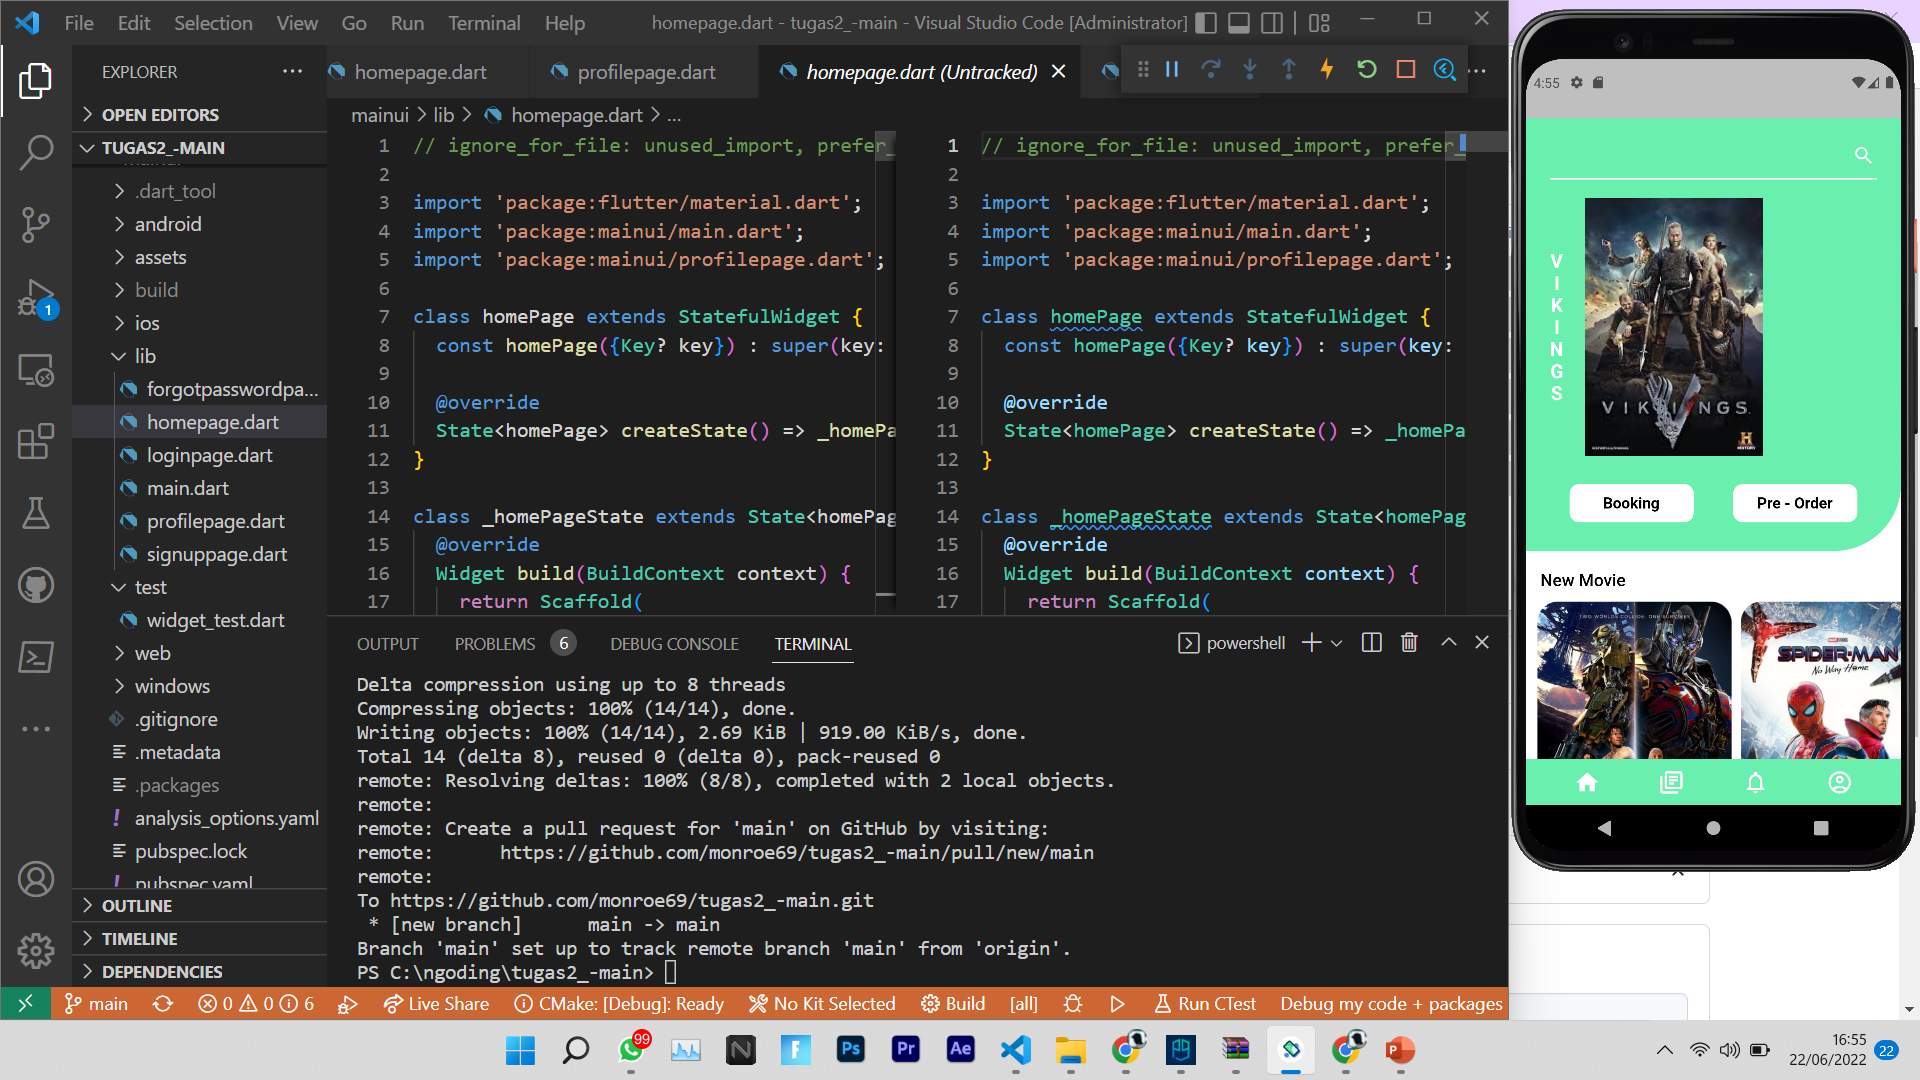 File Edit Selection View Go Run Terminal Help
homepage.dart - tugas2_-main - Visual Studio Code [Administrator]
EXPLORER
OPEN EDITORS
TUGAS2_-MAIN
.dart_tool
android
assets
build
ios
lib
forgotpasswordpa...
homepage.dart
loginpage.dart
main.dart
profilepage.dart
signuppage.dart
test
widget_test.dart
web
windows
.gitignore
.metadata
.packages
analysis_options.yaml
pubspec.lock
pubspec.yaml
OUTLINE
TIMELINE
DEPENDENCIES
1
homepage.dart
profilepage.dart
homepage.dart (Untracked)
mainui > lib > homepage.dart > ...
1 // ignore_for_file: unused_import, prefer_
2
3 import 'package:flutter/material.dart';
4 import 'package:mainui/main.dart';
5 import 'package:mainui/profilepage.dart';
6
7 class homePage extends StatefulWidget {
8 const homePage({Key? key}) : super(key:
9
10 @override
11 State<homePage> createState() => _homePa
12 }
13
14 class _homePageState extends State<homePag
15 @override
16 Widget build(BuildContext context) {
17 return Scaffold(
1 // ignore_for_file: unused_import, prefer_
2
3 import 'package:flutter/material.dart';
4 import 'package:mainui/main.dart';
5 import 'package:mainui/profilepage.dart';
6
7 class homePage extends StatefulWidget {
8 const homePage({Key? key}) : super(key:
9
10 @override
11 State<homePage> createState() => _homePa
12 }
13
14 class _homePageState extends State<homePag
15 @override
16 Widget build(BuildContext context) {
17 return Scaffold(
OUTPUT PROBLEMS 6 DEBUG CONSOLE TERMINAL
powershell
Delta compression using up to 8 threads
Compressing objects: 100% (14/14), done.
Writing objects: 100% (14/14), 2.69 KiB | 919.00 KiB/s, done.
Total 14 (delta 8), reused 0 (delta 0), pack-reused 0
remote: Resolving deltas: 100% (8/8), completed with 2 local objects.
remote:
remote: Create a pull request for 'main' on GitHub by visiting:
remote:      https://github.com/monroe69/tugas2_-main/pull/new/main
remote:
To https://github.com/monroe69/tugas2_-main.git
* [new branch]      main -> main
Branch 'main' set up to track remote branch 'main' from 'origin'.
PS C:\ngoding\tugas2_-main>
main 0 0 6 Live Share CMake: [Debug]: Ready No Kit Selected Build [all] Run CTest Debug my code + packages
4:55
VIKINGS
VIKINGS
HISTORY
Booking
Pre - Order
New Movie
TWO WORLDS COLLIDE. ONE SURVIVES.
MARVEL STUDIOS
SPIDER-MAN
No Way Home
99
N
F
Ps
Pr
Ae
P
16:55
22/06/2022
22